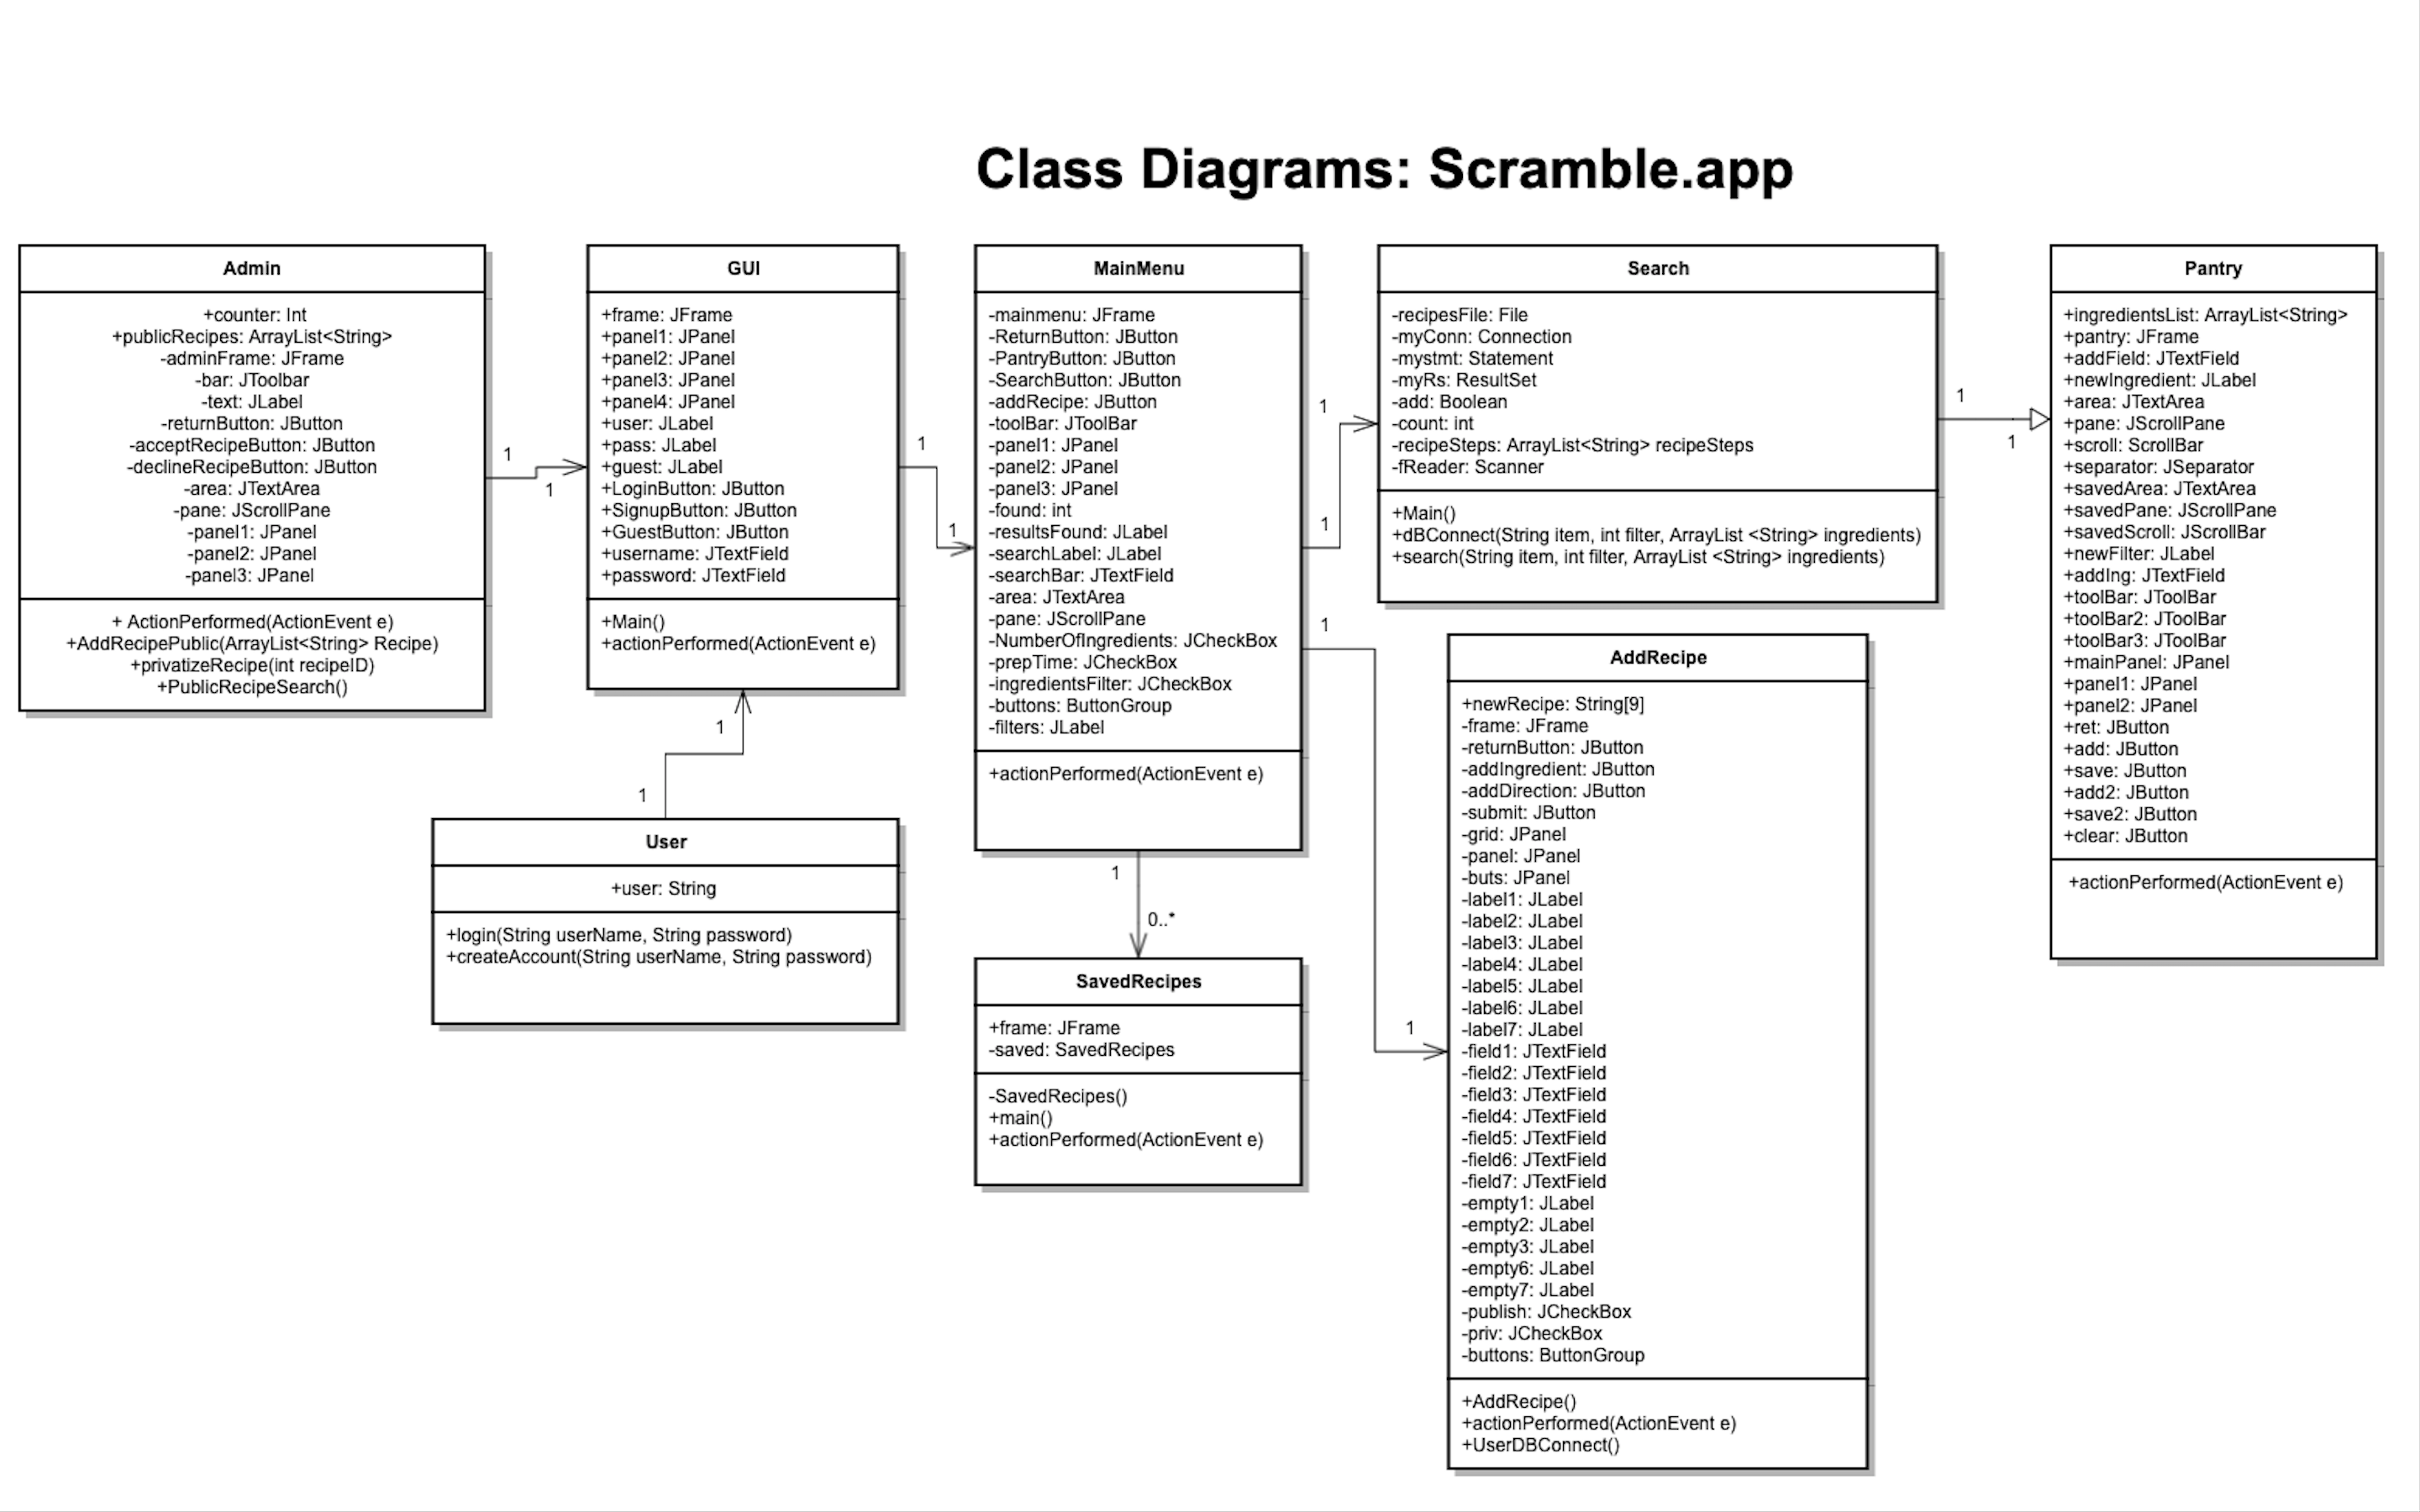 Class Diagrams: Scramble.app
Admin
+counter: Int
+publicRecipes: ArrayList<String>
-adminFrame: JFrame
-bar: JToolbar
-text: JLabel
-returnButton: JButton
-acceptRecipeButton: JButton
-declineRecipeButton: JButton
-area: JTextArea
-pane: JScrollPane
-panel1: JPanel
-panel2: JPanel
-panel3: JPanel
+ ActionPerformed(ActionEvent e)
+AddRecipePublic(ArrayList<String> Recipe)
+privatizeRecipe(int recipeID)
+PublicRecipeSearch()
1
1
GUI
+frame: JFrame
+panel1: JPanel
+panel2: JPanel
+panel3: JPanel
+panel4: JPanel
+user: JLabel
+pass: JLabel
+guest: JLabel
+LoginButton: JButton
+SignupButton: JButton
+GuestButton: JButton
+username: JTextField
+password: JTextField
+Main()
+actionPerformed(ActionEvent e)
1
1
User
+user: String
+login(String userName, String password)
+createAccount(String userName, String password)
1
1
MainMenu
-mainmenu: JFrame
-ReturnButton: JButton
-PantryButton: JButton
-SearchButton: JButton
-addRecipe: JButton
-toolBar: JToolBar
-panel1: JPanel
-panel2: JPanel
-panel3: JPanel
-found: int
-resultsFound: JLabel
-searchLabel: JLabel
-searchBar: JTextField
-area: JTextArea
-pane: JScrollPane
-NumberOfIngredients: JCheckBox
-prepTime: JCheckBox
-ingredientsFilter: JCheckBox
-buttons: ButtonGroup
-filters: JLabel
+actionPerformed(ActionEvent e)
1
0..*
SavedRecipes
+frame: JFrame
-saved: SavedRecipes
-SavedRecipes()
+main()
+actionPerformed(ActionEvent e)
1
1
1
1
Search
-recipesFile: File
-myConn: Connection
-mystmt: Statement
-myRs: ResultSet
-add: Boolean
-count: int
-recipeSteps: ArrayList<String> recipeSteps
-fReader: Scanner
+Main()
+dBConnect(String item, int filter, ArrayList <String> ingredients)
+search(String item, int filter, ArrayList <String> ingredients)
AddRecipe
+newRecipe: String[9]
-frame: JFrame
-returnButton: JButton
-addIngredient: JButton
-addDirection: JButton
-submit: JButton
-grid: JPanel
-panel: JPanel
-buts: JPanel
-label1: JLabel
-label2: JLabel
-label3: JLabel
-label4: JLabel
-label5: JLabel
-label6: JLabel
-label7: JLabel
-field1: JTextField
-field2: JTextField
-field3: JTextField
-field4: JTextField
-field5: JTextField
-field6: JTextField
-field7: JTextField
-empty1: JLabel
-empty2: JLabel
-empty3: JLabel
-empty6: JLabel
-empty7: JLabel
-publish: JCheckBox
-priv: JCheckBox
-buttons: ButtonGroup
+AddRecipe()
+actionPerformed(ActionEvent e)
+UserDBConnect()
1
1
Pantry
+ingredientsList: ArrayList<String>
+pantry: JFrame
+addField: JTextField
+newIngredient: JLabel
+area: JTextArea
+pane: JScrollPane
+scroll: ScrollBar
+separator: JSeparator
+savedArea: JTextArea
+savedPane: JScrollPane
+savedScroll: JScrollBar
+newFilter: JLabel
+addIng: JTextField
+toolBar: JToolBar
+toolBar2: JToolBar
+toolBar3: JToolBar
+mainPanel: JPanel
+panel1: JPanel
+panel2: JPanel
+ret: JButton
+add: JButton
+save: JButton
+add2: JButton
+save2: JButton
+clear: JButton
+actionPerformed(ActionEvent e)